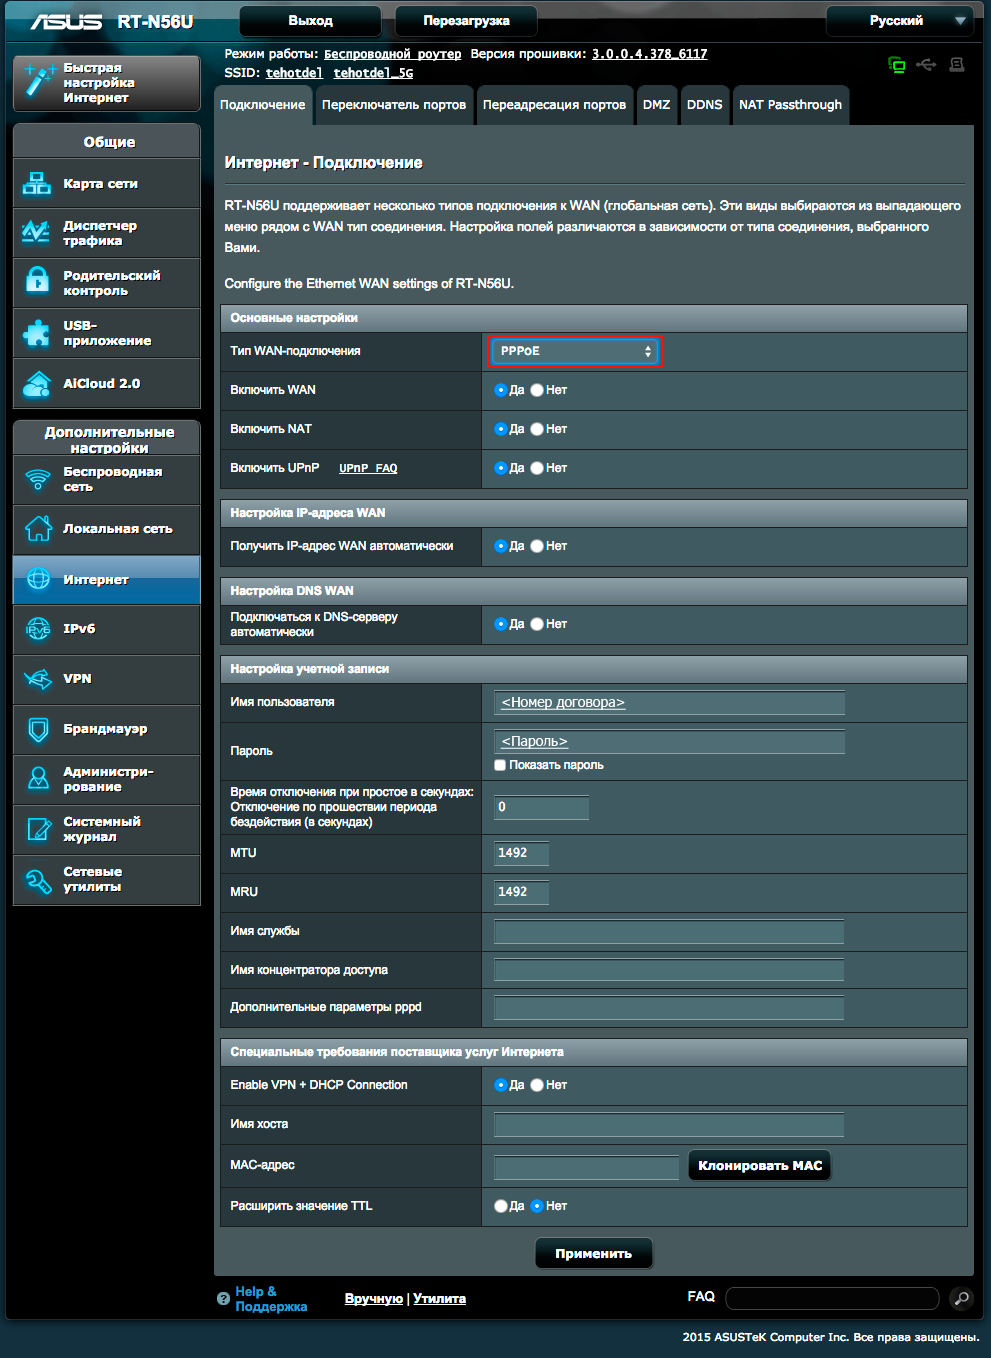 ASUS RT-N56U Выход Перезагрузка Русский
Режим работы: Беспроводной роутер Версия прошивки: 3.0.0.4.378_6117
SSID: tehotdel tehotdel_5G
Быстрая
настройка
Интернет
Общие
Карта сети
Диспетчер
трафика
Родительский
контроль
USB-
приложение
AiCloud 2.0
Дополнительные
настройки
Беспроводная
сеть
Локальная сеть
Интернет
IPv6
VPN
Брандмауэр
Администри-
рование
Системный
журнал
Сетевые
утилиты
Подключение Переключатель портов Переадресация портов DMZ DDNS NAT Passthrough
Интернет - Подключение
RT-N56U поддерживает несколько типов подключения к WAN (глобальная сеть). Эти виды выбираются из выпадающего
меню рядом с WAN тип соединения. Настройка полей различаются в зависимости от типа соединения, выбранного
Вами.
Configure the Ethernet WAN settings of RT-N56U.
Основные настройки
Тип WAN-подключения PPPoE
Включить WAN Да Нет
Включить NAT Да Нет
Включить UPnP UPnP FAQ Да Нет
Настройка IP-адреса WAN
Получить IP-адрес WAN автоматически Да Нет
Настройка DNS WAN
Подключаться к DNS-серверу
автоматически Да Нет
Настройка учетной записи
Имя пользователя <Номер договора>
Пароль <Пароль>
Показать пароль
Время отключения при простое в секундах:
Отключение по прошествии периода
бездействия (в секундах) 0
MTU 1492
MRU 1492
Имя службы
Имя концентратора доступа
Дополнительные параметры pppd
Специальные требования поставщика услуг Интернета
Enable VPN + DHCP Connection Да Нет
Имя хоста
MAC-адрес Клонировать MAC
Расширить значение TTL Да Нет
Применить
? Help &
Поддержка Вручную | Утилита FAQ
2015 ASUSTeK Computer Inc. Все права защищены.